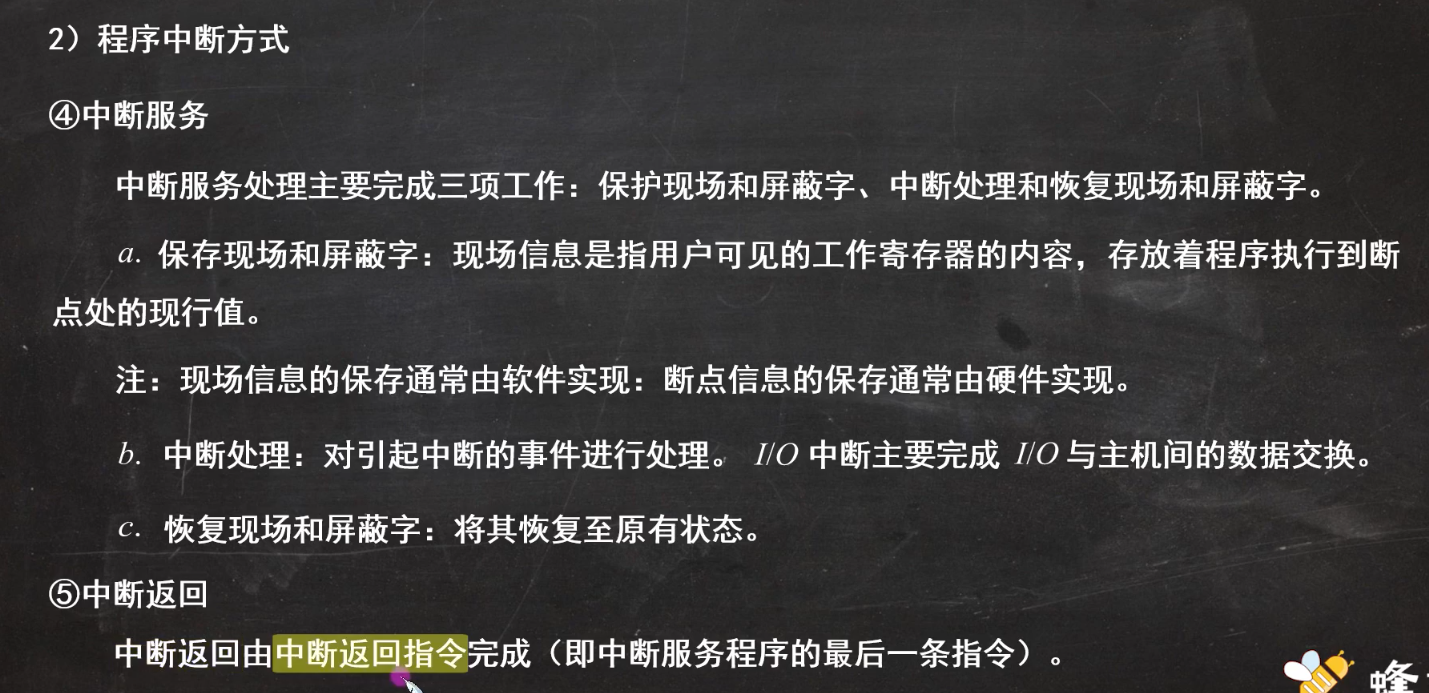 2）程序中断方式
④中断服务
中断服务处理主要完成三项工作：保护现场和屏蔽字、中断处理和恢复现场和屏蔽字。
a. 保存现场和屏蔽字：现场信息是指用户可见的工作寄存器的内容，存放着程序执行到断
点处的现行值。
注：现场信息的保存通常由软件实现：断点信息的保存通常由硬件实现。
b. 中断处理：对引起中断的事件进行处理。 I/O 中断主要完成 I/O 与主机间的数据交换。
c. 恢复现场和屏蔽字：将其恢复至原有状态。
⑤中断返回
中断返回由中断返回指令完成（即中断服务程序的最后一条指令）。
蜂